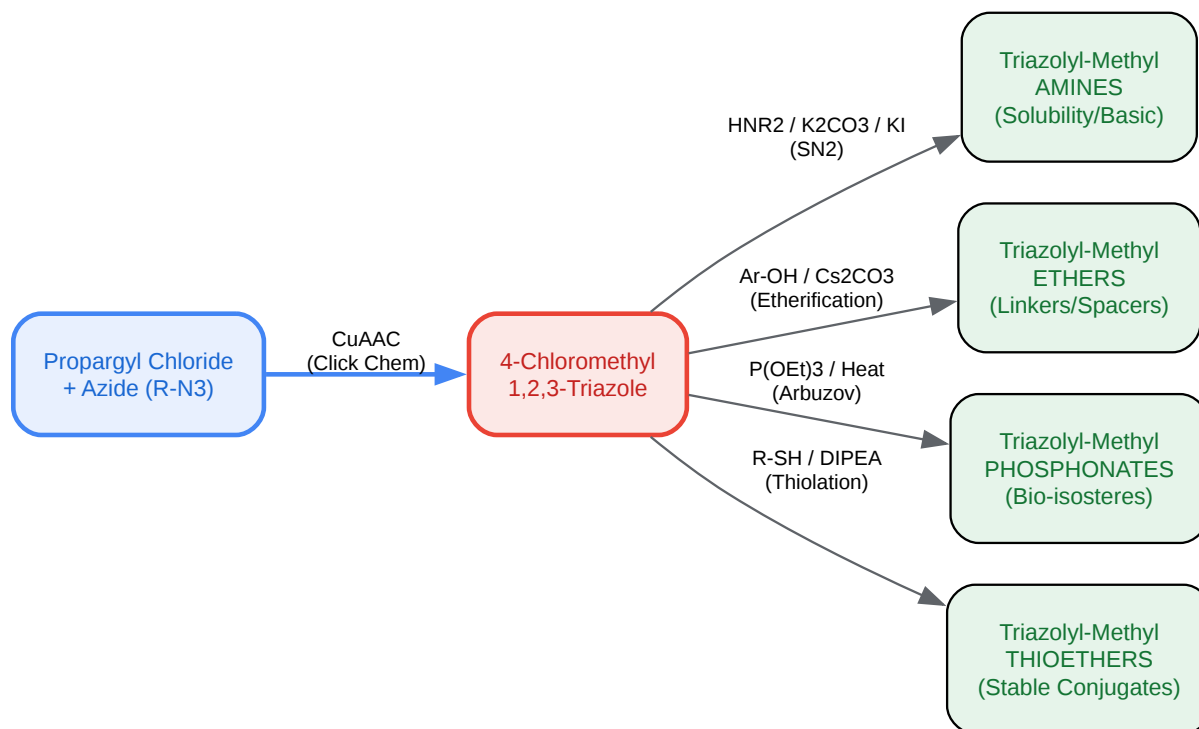 Propargyl Chloride
+ Azide (R-N3)
CuAAC
(Click Chem)
4-Chloromethyl
1,2,3-Triazole
HNR2 / K2CO3 / KI
(SN2)
Triazolyl-Methyl
AMINES
(Solubility/Basic)
Ar-OH / Cs2CO3
(Etherification)
Triazolyl-Methyl
ETHERS
(Linkers/Spacers)
P(OEt)3 / Heat
(Arbuzov)
Triazolyl-Methyl
PHOSPHONATES
(Bio-isosteres)
R-SH / DIPEA
(Thiolation)
Triazolyl-Methyl
THIOETHERS
(Stable Conjugates)